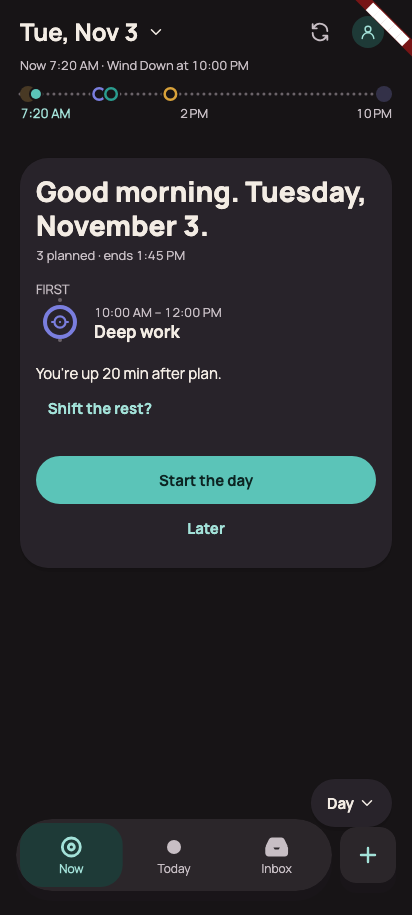 Tue, Nov 3
Now 7:20 AM · Wind Down at 10:00 PM
7:20 AM 2 PM 10 PM
Good morning. Tuesday,
November 3.
3 planned · ends 1:45 PM
FIRST
10:00 AM – 12:00 PM
Deep work
You're up 20 min after plan.
Shift the rest?
Start the day
Later
Day
Now Today Inbox